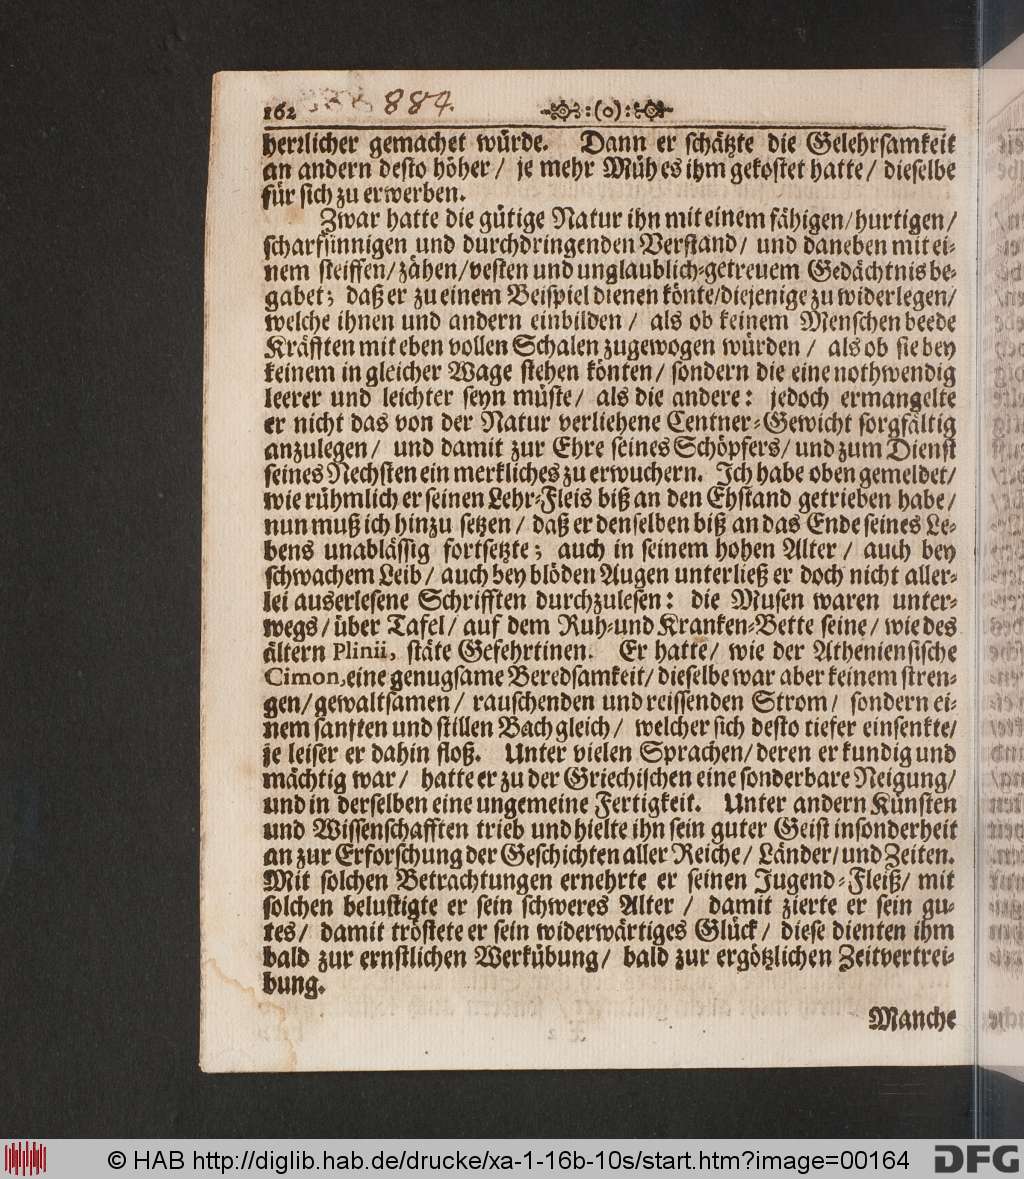 162 884. :(o):
herrlicher gemachet würde. Dann er schätzte die Gelehrsamkeit
an andern desto höher / je mehr Müh es ihm gekostet hatte / dieselbe
für sich zu erwerben.
Zwar hatte die gütige Natur ihn mit einem fähigen / hurtigen /
scharfsinnigen und durchdringenden Verstand / und daneben mit ei-
nem steiffen / zähen / vesten und unglaublich-getreuem Gedächtnis be-
gabet; daß er zu einem Beispiel dienen könte / diejenige zu widerlegen /
welche ihnen und andern einbilden / als ob keinem Menschen beede
Kräfften mit eben vollen Schalen zugewogen würden / als ob sie bey
keinem in gleicher Wage stehen könten / sondern die eine nothwendig
leerer und leichter seyn müste / als die andere: jedoch ermangelte
er nicht das von der Natur verliehene Centner-Gewicht sorgfältig
anzulegen / und damit zur Ehre seines Schöpfers / und zum Dienst
seines Nechsten ein merkliches zu erwuchern. Ich habe oben gemeldet /
wie rühmlich er seinen Lehr-Fleis biß an den Ehstand getrieben habe /
nun muß ich hinzu setzen / daß er denselben biß an das Ende seines Le-
bens unablässig fortsetzte; auch in seinem hohen Alter / auch bey
schwachem Leib / auch bey blöden Augen unterließ er doch nicht aller-
lei auserlesene Schrifften durchzulesen: die Musen waren unter-
wegs / über Tafel / auf dem Ruh-und Kranken-Bette seine / wie des
ältern Plinii, stäte Gefehrtinen. Er hatte / wie der Atheniensische
Cimon, eine genugsame Beredsamkeit / dieselbe war aber keinem stren-
gen / gewaltsamen / rauschenden und reissenden Strom / sondern ei-
nem sanften und stillen Bach gleich / welcher sich desto tiefer einsenkte /
je leiser er dahin floß. Unter vielen Sprachen / deren er kundig und
mächtig war / hatte er zu der Griechischen eine sonderbare Neigung /
und in derselben eine ungemeine Fertigkeit. Unter andern Künsten
und Wissenschafften trieb und hielte ihn sein guter Geist insonderheit
an zur Erforschung der Geschichten aller Reiche / Länder / und Zeiten.
Mit solchen Betrachtungen ernehrte er seinen Jugend-Fleiß / mit
solchen belustigte er sein schweres Alter / damit zierte er sein gu-
tes / damit tröstete er sein widerwärtiges Glück / diese dienten ihm
bald zur ernstlichen Werkübung / bald zur ergötzlichen Zeitvertrei-
bung.
Manche
© HAB http://diglib.hab.de/drucke/xa-1-16b-10s/start.htm?image=00164 DFG